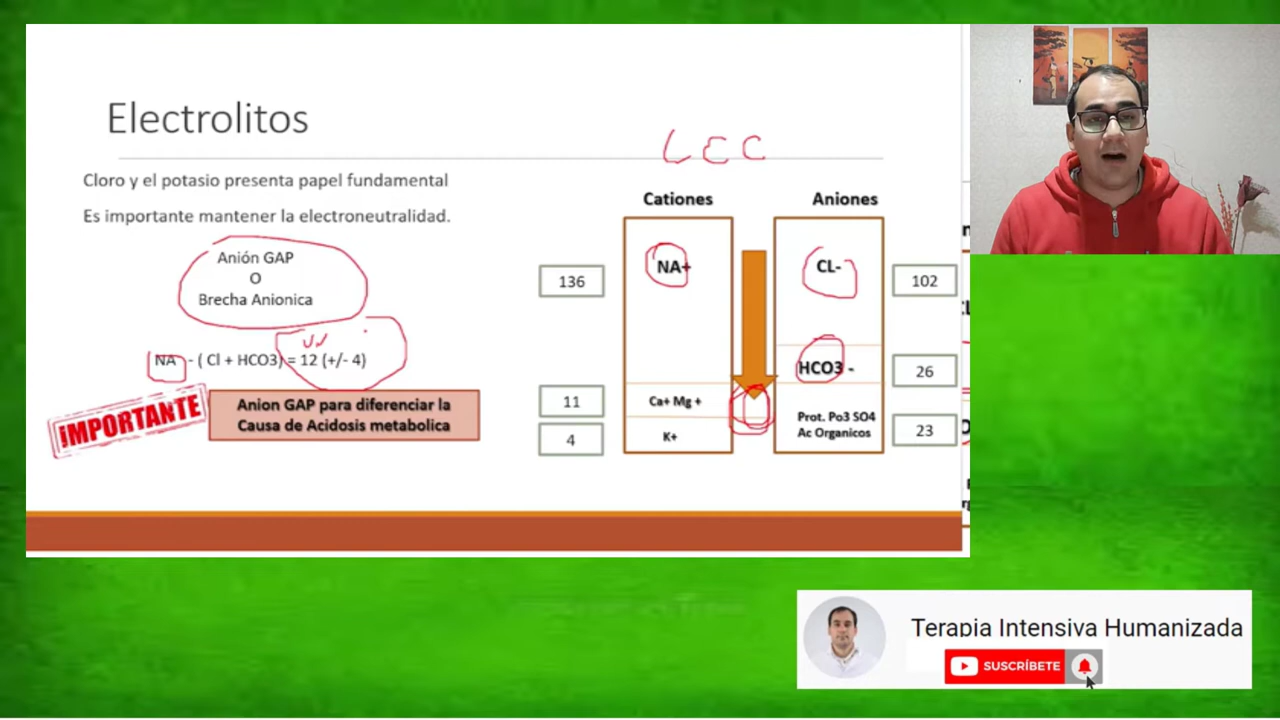 Electrolitos
LEC
Cloro y el potasio presenta papel fundamental
Es importante mantener la electroneutralidad.
Anión GAP
O
Brecha Anionica
NA - ( Cl + HCO3) = 12 (+/- 4)
IMPORTANTE
Anion GAP para diferenciar la
Causa de Acidosis metabolica
Cationes
Aniones
136
NA+
CL-
102
HCO3 -
26
11
Ca+ Mg +
4
K+
Prot. Po3 SO4
Ac Organicos
23
Terapia Intensiva Humanizada
SUSCRÍBETE